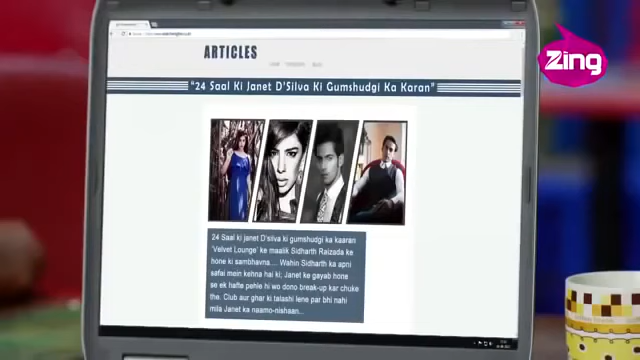 Zing
ARTICLES
"24 Saal Ki Janet D'Silva Ki Gumshudgi Ka Karan"
24 Saal ki janet D'silva ki gumshudgi ka kaaran
'Velvet Lounge' ke maalik Sidharth Raizada ke
hone ki sambhavna.... Wahin Sidharth ka apni
safai mein kehna hai ki; Janet ke gayab hone
se ek hafte pehle hi wo dono break-up kar chuke
the. Club aur ghar ki talashi lene par bhi nahi
mila Janet ka naamo-nishaan...